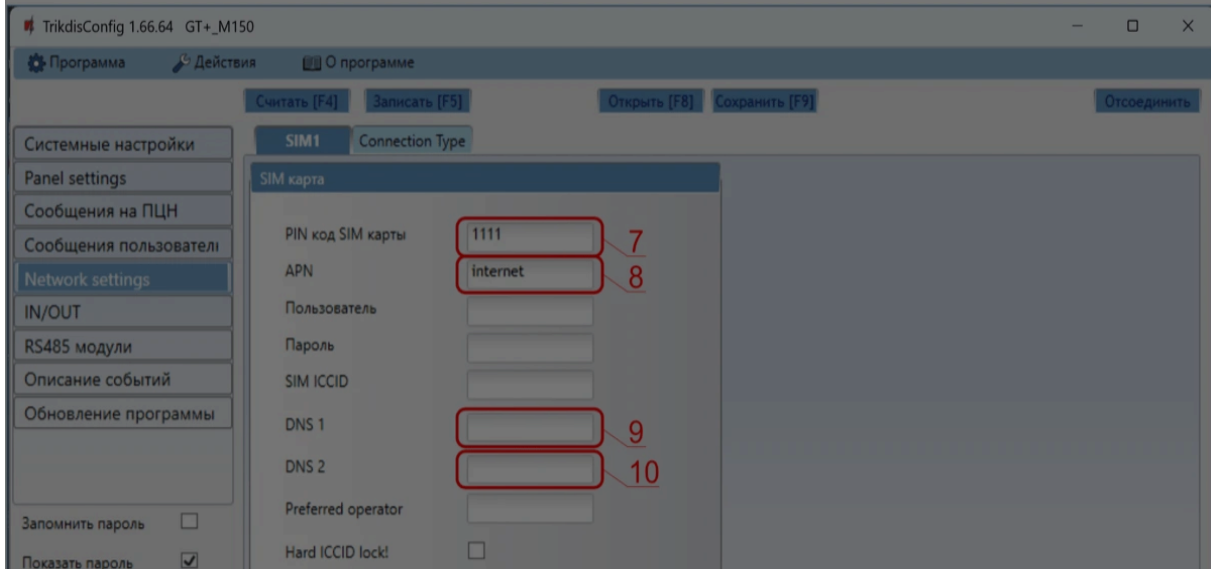 TrikdisConfig 1.66.64 GT+_M150
Программа Действия О программе
Считать [F4] Записать [F5] Открыть [F8] Сохранить [F9] Отсоединить
Системные настройки
Panel settings
Сообщения на ПЦН
Сообщения пользовател
Network settings
IN/OUT
RS485 модули
Описание событий
Обновление программы
Запомнить пароль
Показать пароль
SIM1 Connection Type
SIM карта
PIN код SIM карты 1111 7
APN internet 8
Пользователь
Пароль
SIM ICCID
DNS 1 9
DNS 2 10
Preferred operator
Hard ICCID lock!